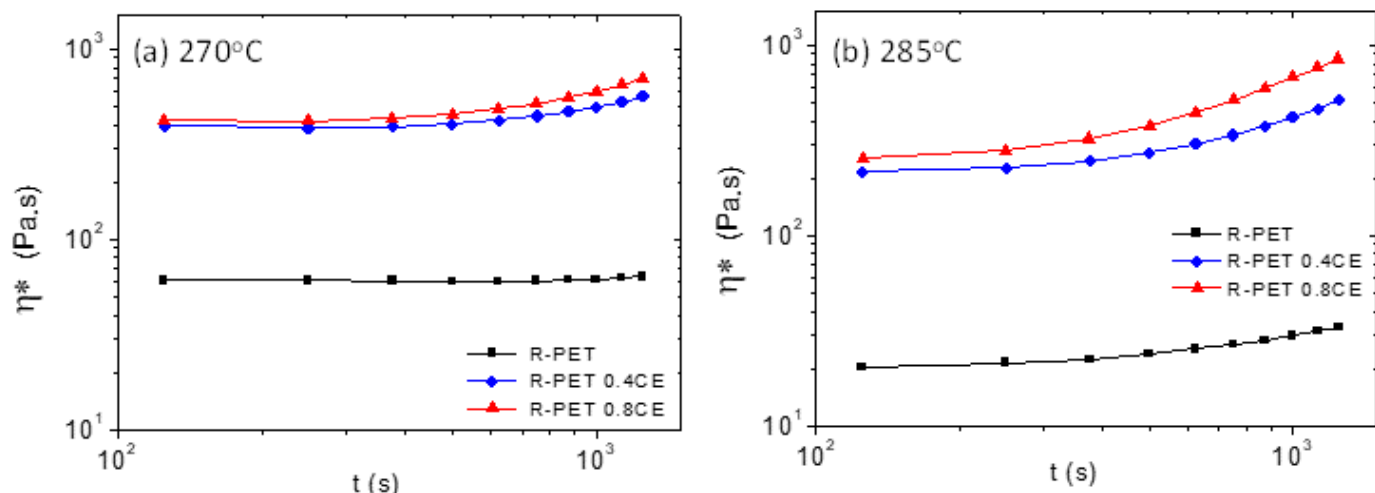 (a) 270°C
10³
10²
10¹
η* (Pa.s)
R-PET
R-PET 0.4CE
R-PET 0.8CE
10² 10³
t (s)
(b) 285°C
10³
10²
10¹
η* (Pa.s)
R-PET
R-PET 0.4CE
R-PET 0.8CE
10² 10³
t (s)